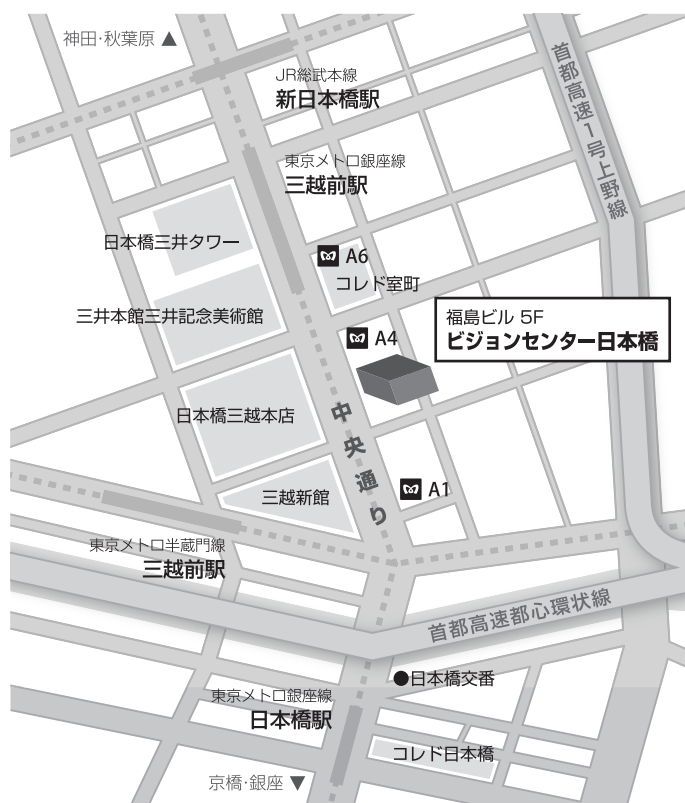 神田・秋葉原 ▲
JR総武本線
新日本橋駅
首都高速1号上野線
東京メトロ銀座線
三越前駅
日本橋三井タワー
A6
コレド室町
三井本館三井記念美術館
福島ビル 5F
ビジョンセンター日本橋
A4
日本橋三越本店
中央通り
三越新館
A1
東京メトロ半蔵門線
三越前駅
首都高速都心環状線
●日本橋交番
東京メトロ銀座線
日本橋駅
コレド日本橋
京橋・銀座 ▼